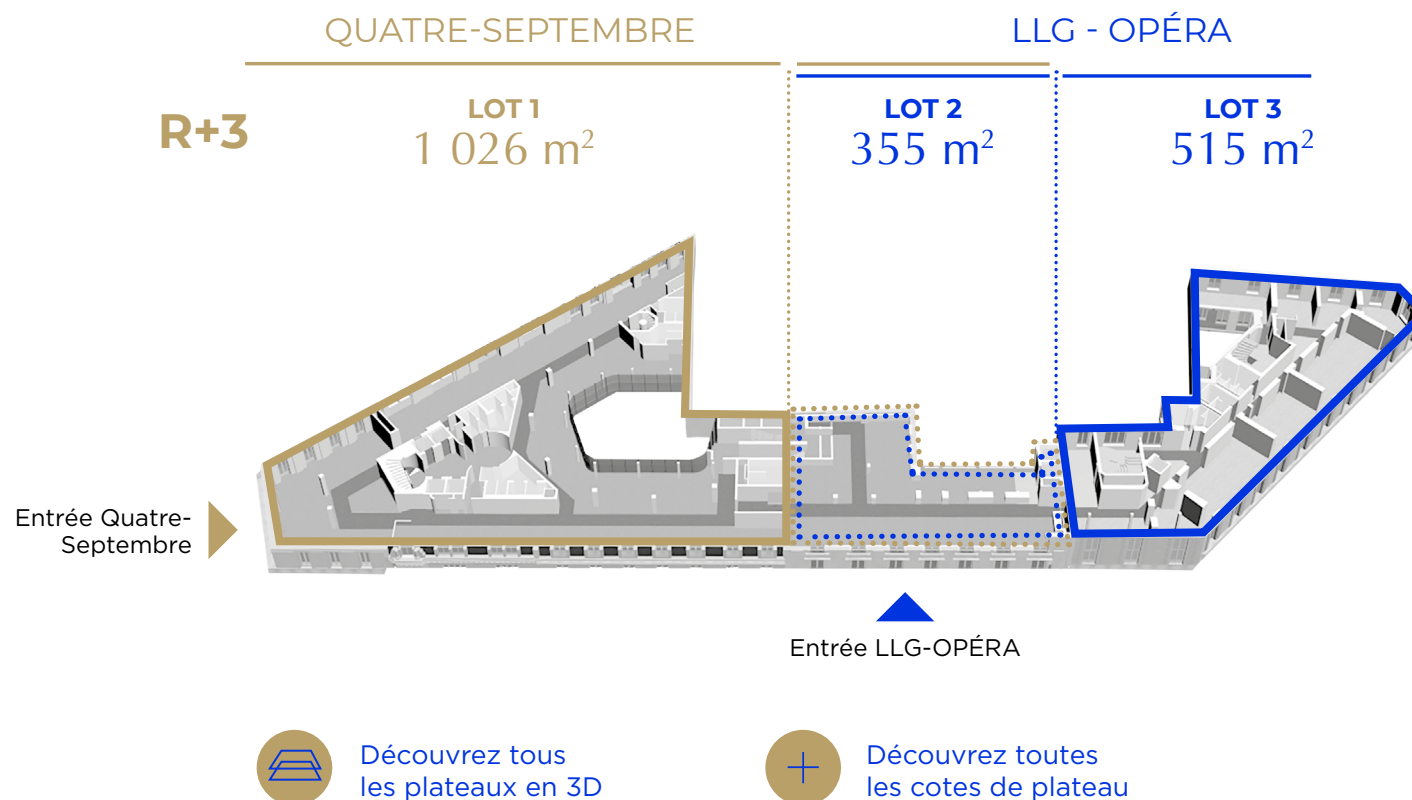 QUATRE-SEPTEMBRE
LLG - OPÉRA
R+3
LOT 1
1 026 m²
LOT 2
355 m²
LOT 3
515 m²
Entrée Quatre-
Septembre
Entrée LLG-OPÉRA
Découvrez tous
les plateaux en 3D
Découvrez toutes
les cotes de plateau